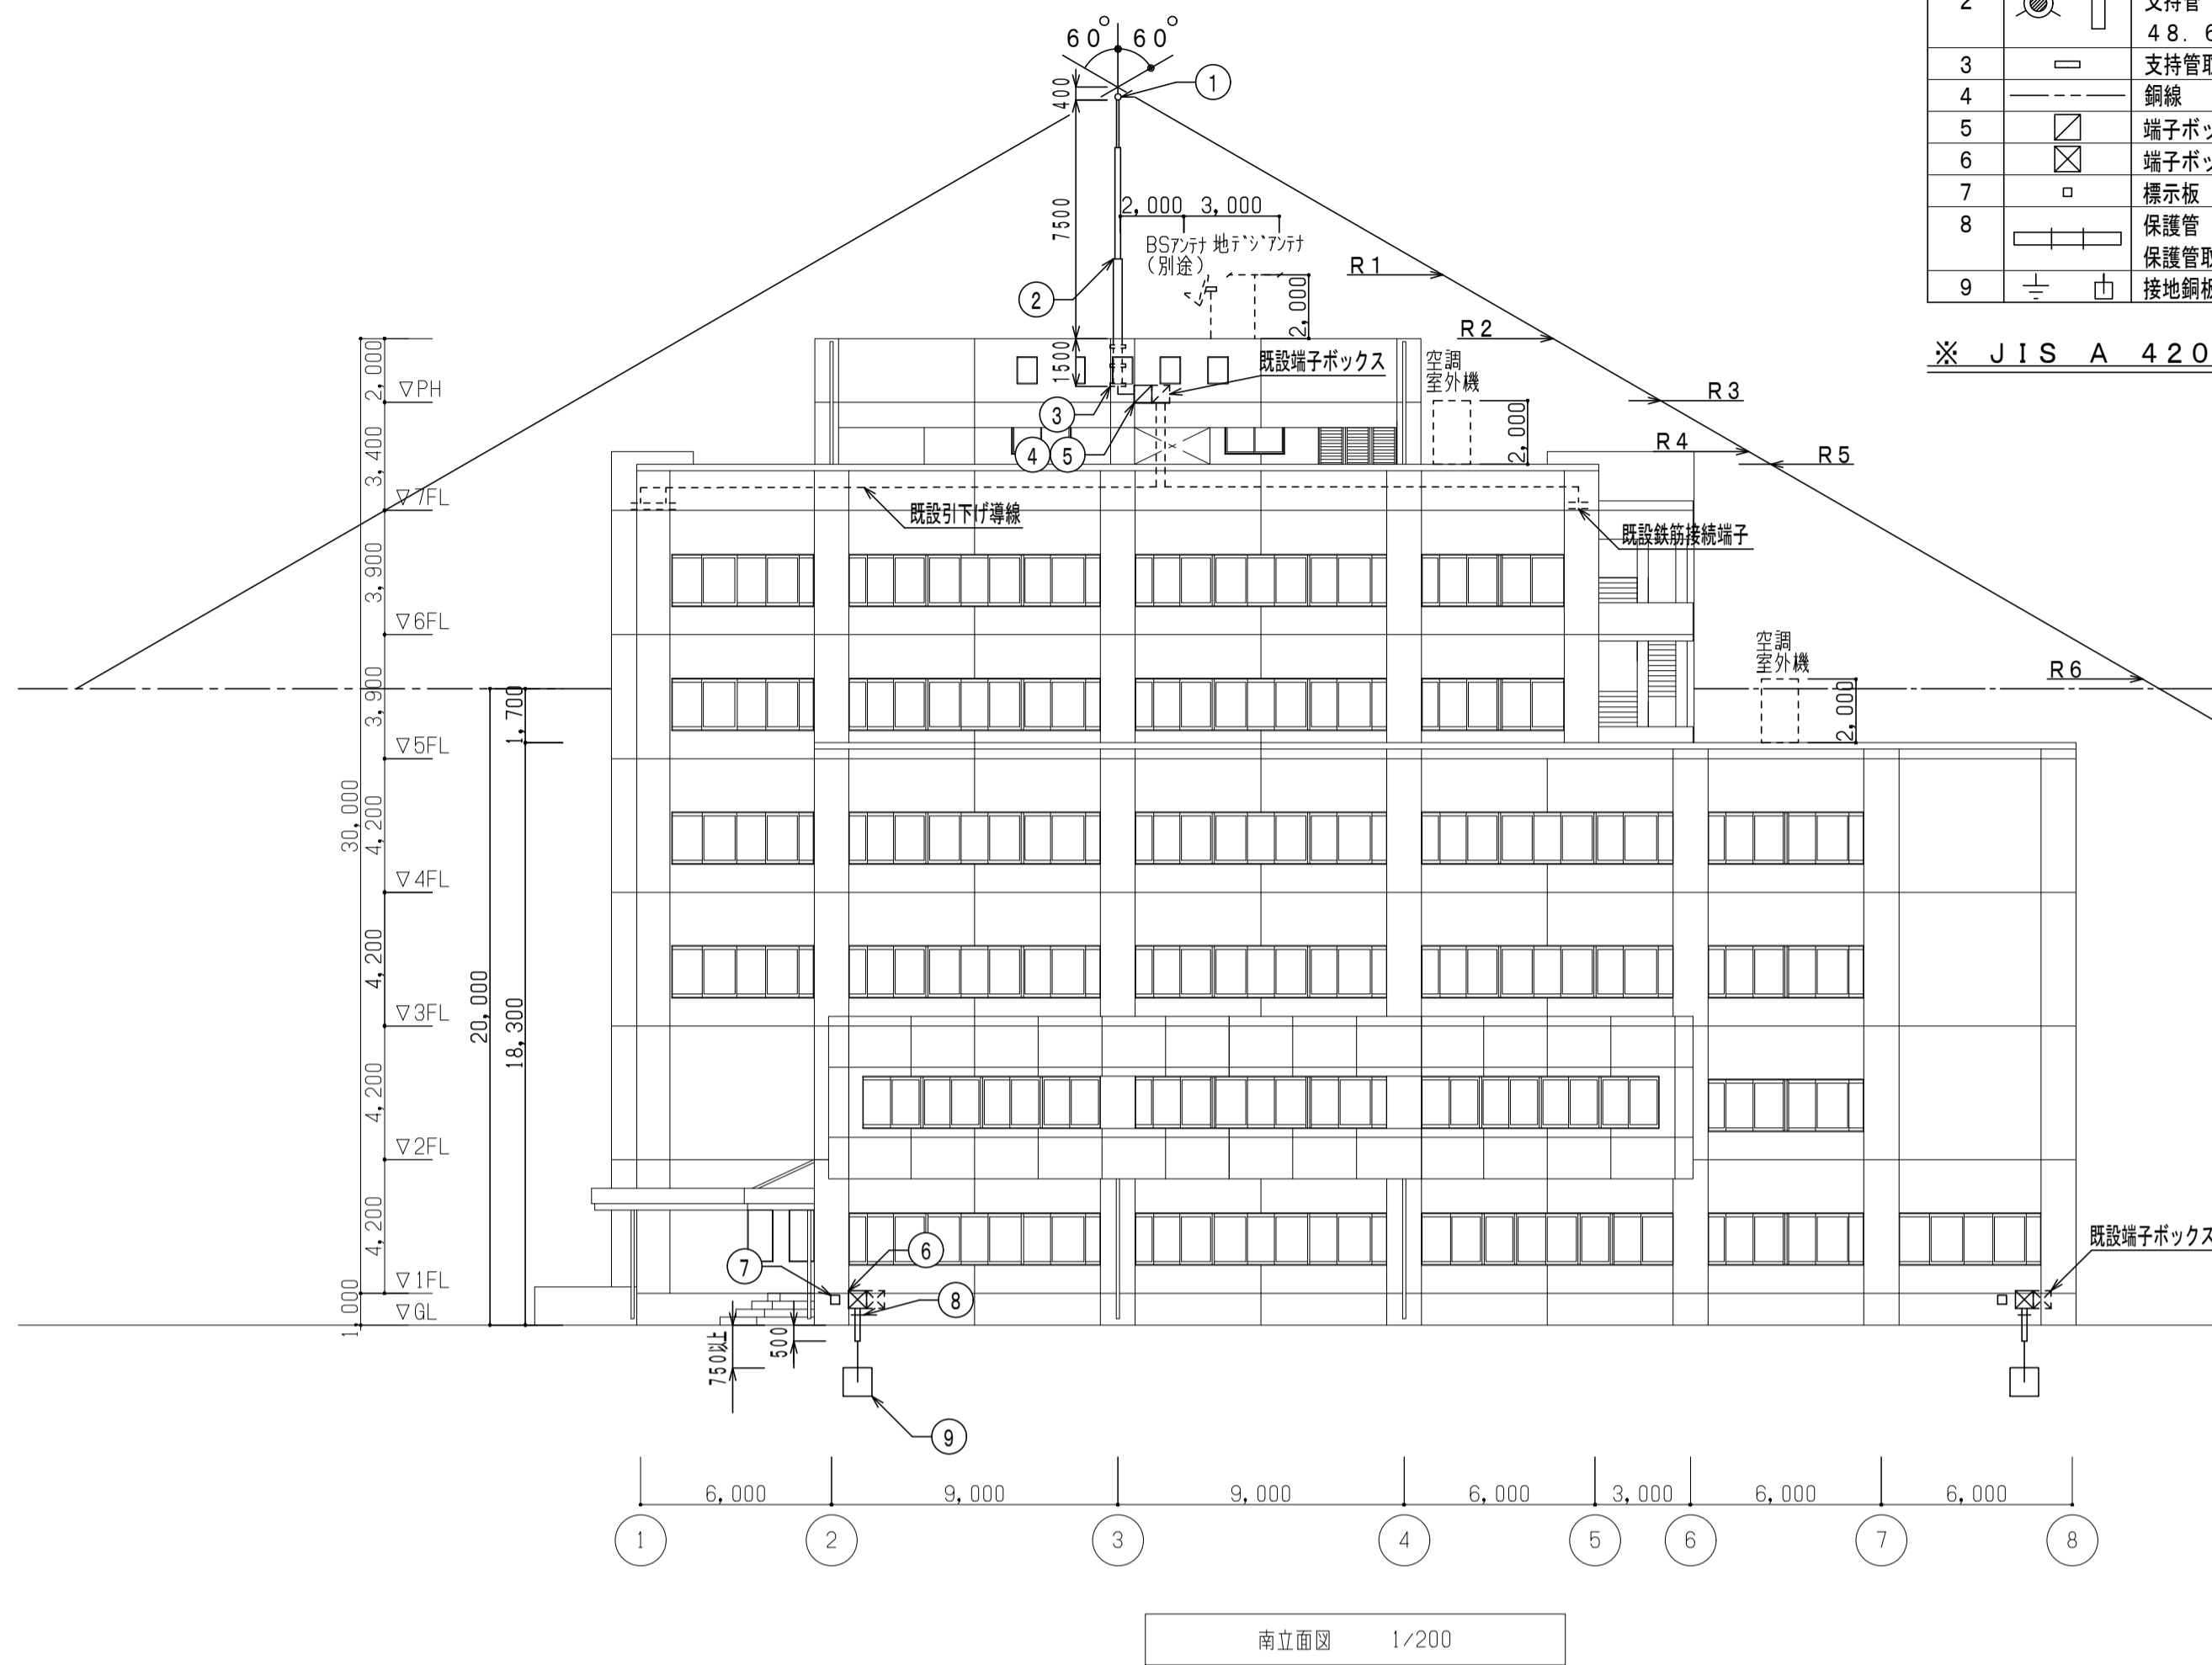 60° 60°
①
400
7500
2,000 3,000
BSアンテナ 地デジアンテナ
(別途)
②
2,000
1500
既設端子ボックス
③
④ ⑤
空調
室外機
2,000
R1
R2
R3
R4
R5
R6
2
支持管
48.6
3
支持管取
4
銅線
5
端子ボッ
6
端子ボッ
7
標示板
8
保護管
保護管取
9
接地銅板
※ JIS A 420
2,000
▽PH
3,400
▽7FL
3,900
▽6FL
3,900
▽5FL
4,200
▽4FL
4,200
▽3FL
4,200
▽2FL
4,200
▽1FL
1,000
▽GL
30,000
20,000
1,700
18,300
既設引下げ導線
既設鉄筋接続端子
空調
室外機
2,000
⑥
⑦
⑧
既設端子ボックス
750以上
500
⑨
6,000 9,000 9,000 6,000 3,000 6,000 6,000
① ② ③ ④ ⑤ ⑥ ⑦ ⑧
南立面図 1/200